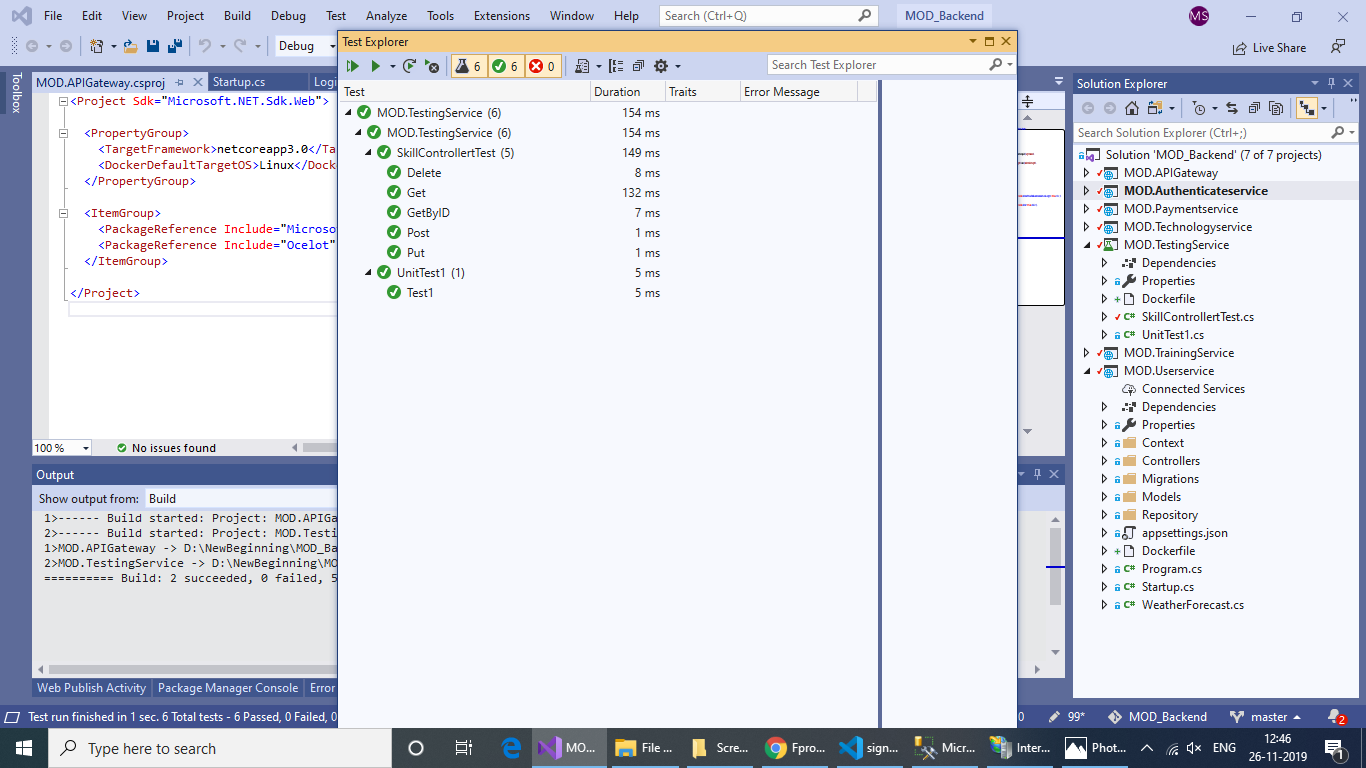 File Edit View Project Build Debug Test Analyze Tools Extensions Window Help Search (Ctrl+Q) MOD_Backend MS
Debug Live Share
Test Explorer
6 6 0 Search Test Explorer
Test Duration Traits Error Message
MOD.TestingService (6) 154 ms
MOD.TestingService (6) 154 ms
SkillControllertTest (5) 149 ms
Delete 8 ms
Get 132 ms
GetByID 7 ms
Post 1 ms
Put 1 ms
UnitTest1 (1) 5 ms
Test1 5 ms
Toolbox
MOD.APIGateway.csproj Startup.cs Logi
<Project Sdk="Microsoft.NET.Sdk.Web">
<PropertyGroup>
<TargetFramework>netcoreapp3.0</Ta
<DockerDefaultTargetOS>Linux</Docke
</PropertyGroup>
<ItemGroup>
<PackageReference Include="Microsof
<PackageReference Include="Ocelot"
</ItemGroup>
</Project>
100 % No issues found
Output
Show output from: Build
1>------ Build started: Project: MOD.APIGa
2>------ Build started: Project: MOD.Testi
1>MOD.APIGateway -> D:\NewBeginning\MOD_Ba
2>MOD.TestingService -> D:\NewBeginning\MO
========== Build: 2 succeeded, 0 failed, 5
Web Publish Activity Package Manager Console Error
Solution Explorer
Search Solution Explorer (Ctrl+;)
Solution 'MOD_Backend' (7 of 7 projects)
MOD.APIGateway
MOD.Authenticateservice
MOD.Paymentservice
MOD.Technologyservice
MOD.TestingService
Dependencies
Properties
Dockerfile
C# SkillControllertTest.cs
C# UnitTest1.cs
MOD.TrainingService
MOD.Userservice
Connected Services
Dependencies
Properties
Context
Controllers
Migrations
Models
Repository
appsettings.json
Dockerfile
C# Program.cs
C# Startup.cs
C# WeatherForecast.cs
Test run finished in 1 sec. 6 Total tests - 6 Passed, 0 Failed, 0 0 99* MOD_Backend master 2
Type here to search MO... File ... Scre... Fpro... sign... Micr... Inter... Phot... ENG 12:46
26-11-2019 1